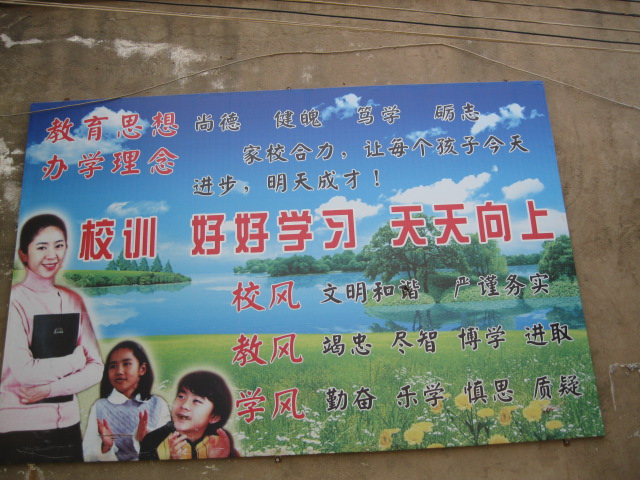 教育思想 尚德 健魄 笃学 砺志
办学理念 家校合力，让每个孩子今天
进步，明天成才！
校训 好好学习 天天向上
校风 文明和谐 严谨务实
教风 竭忠 尽智 博学 进取
学风 勤奋 乐学 慎思 质疑